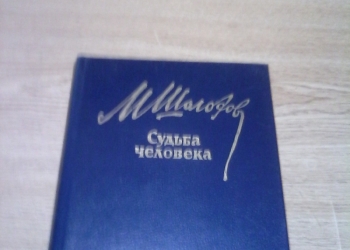 М Шолохов
Судьба
человека